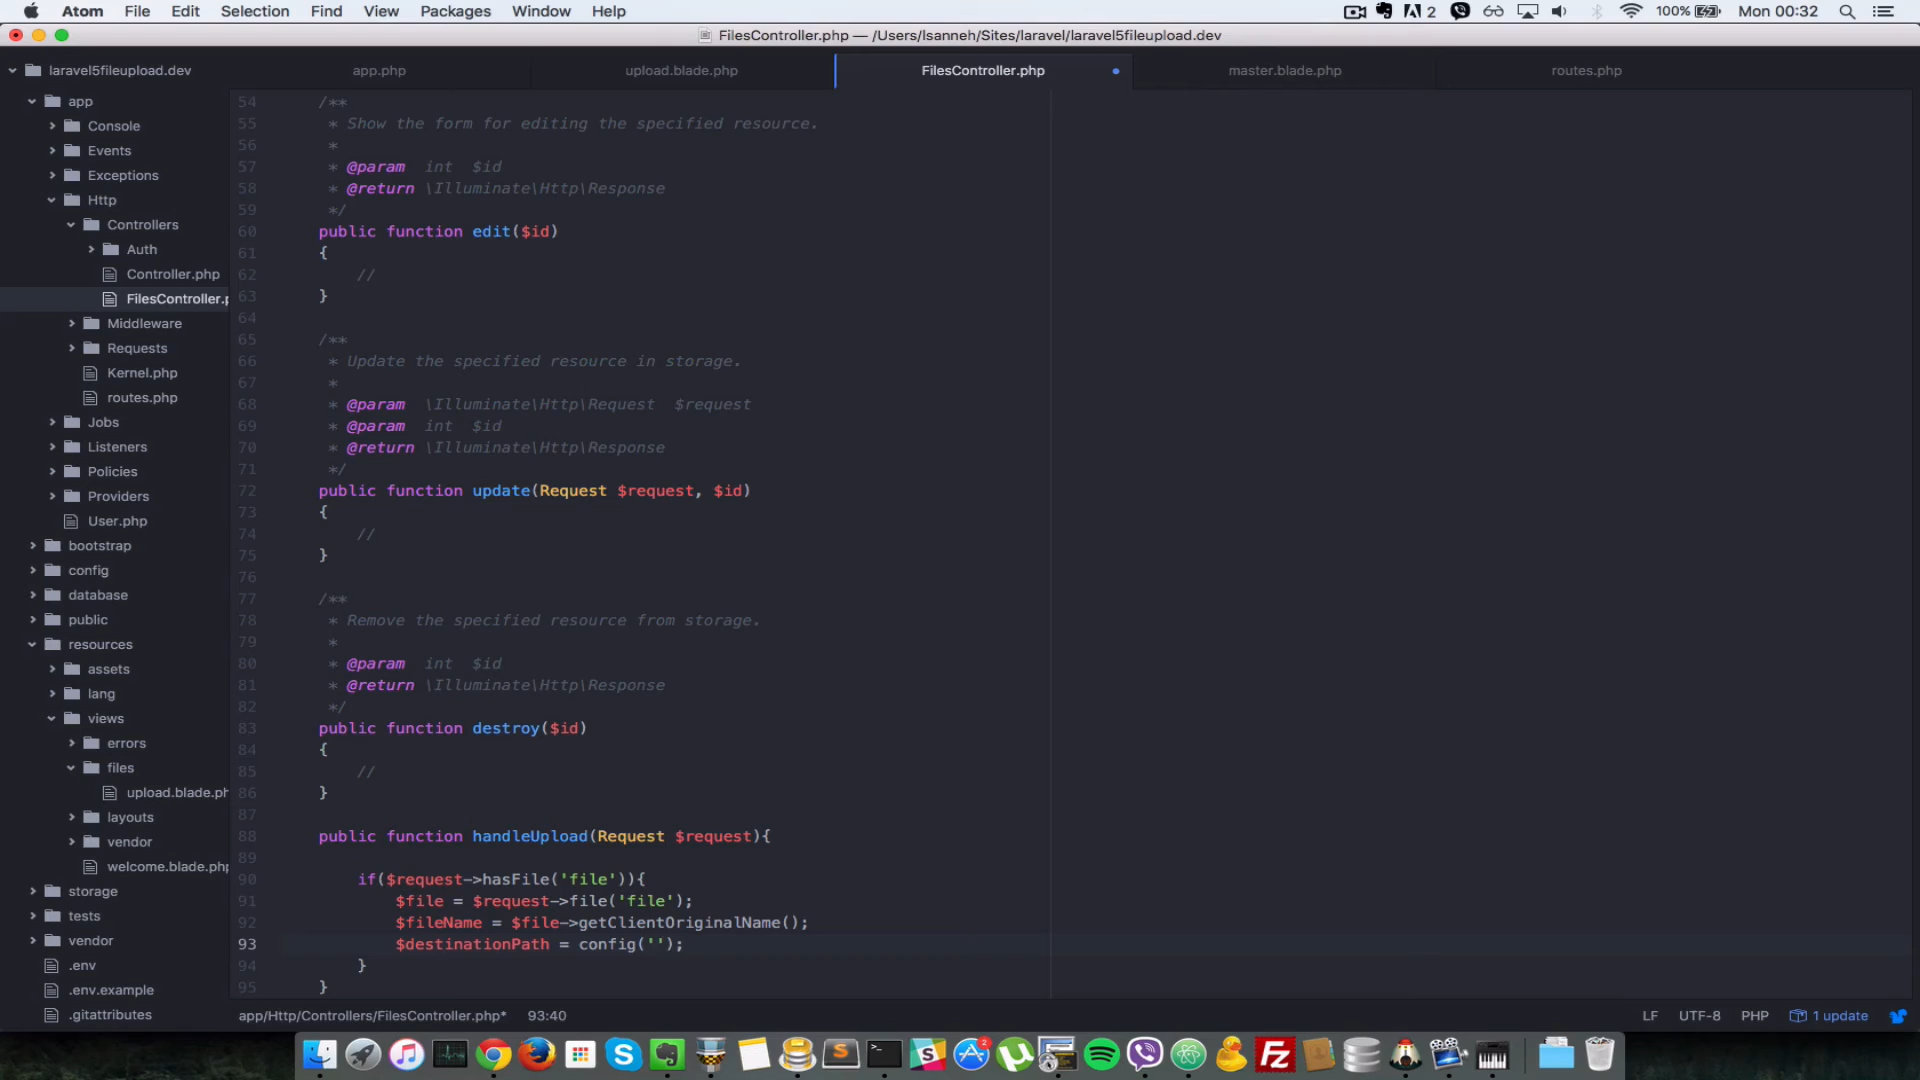 Atom File Edit Selection Find View Packages Window Help 2 100% Mon 00:32
FilesController.php — /Users/lsanneh/Sites/laravel/laravel5fileupload.dev
laravel5fileupload.dev
app
Console
Events
Exceptions
Http
Controllers
Auth
Controller.php
FilesController.p
Middleware
Requests
Kernel.php
routes.php
Jobs
Listeners
Policies
Providers
User.php
bootstrap
config
database
public
resources
assets
lang
views
errors
files
upload.blade.ph
layouts
vendor
welcome.blade.php
storage
tests
vendor
.env
.env.example
.gitattributes
app.php upload.blade.php FilesController.php master.blade.php routes.php
54 /**
55 * Show the form for editing the specified resource.
56 *
57 * @param int $id
58 * @return \Illuminate\Http\Response
59 */
60 public function edit($id)
61 {
62 //
63 }
64
65 /**
66 * Update the specified resource in storage.
67 *
68 * @param \Illuminate\Http\Request $request
69 * @param int $id
70 * @return \Illuminate\Http\Response
71 */
72 public function update(Request $request, $id)
73 {
74 //
75 }
76
77 /**
78 * Remove the specified resource from storage.
79 *
80 * @param int $id
81 * @return \Illuminate\Http\Response
82 */
83 public function destroy($id)
84 {
85 //
86 }
87
88 public function handleUpload(Request $request){
89
90 if($request->hasFile('file')){
91 $file = $request->file('file');
92 $fileName = $file->getClientOriginalName();
93 $destinationPath = config('');
94 }
95 }
app/Http/Controllers/FilesController.php* 93:40 LF UTF-8 PHP 1 update
2